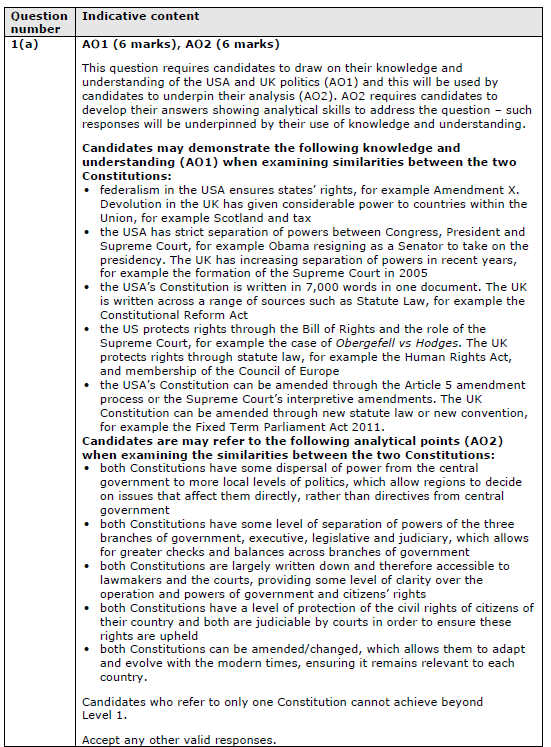 Question number
Indicative content
1(a)
AO1 (6 marks), AO2 (6 marks)
This question requires candidates to draw on their knowledge and
understanding of the USA and UK politics (AO1) and this will be used by
candidates to underpin their analysis (AO2). AO2 requires candidates to
develop their answers showing analytical skills to address the question – such
responses will be underpinned by their use of knowledge and understanding.
Candidates may demonstrate the following knowledge and
understanding (AO1) when examining similarities between the two
Constitutions:
• federalism in the USA ensures states' rights, for example Amendment X.
Devolution in the UK has given considerable power to countries within the
Union, for example Scotland and tax
• the USA has strict separation of powers between Congress, President and
Supreme Court, for example Obama resigning as a Senator to take on the
presidency. The UK has increasing separation of powers in recent years,
for example the formation of the Supreme Court in 2005
• the USA's Constitution is written in 7,000 words in one document. The UK
is written across a range of sources such as Statute Law, for example the
Constitutional Reform Act
• the US protects rights through the Bill of Rights and the role of the
Supreme Court, for example the case of Obergefell vs Hodges. The UK
protects rights through statute law, for example the Human Rights Act,
and membership of the Council of Europe
• the USA's Constitution can be amended through the Article 5 amendment
process or the Supreme Court's interpretive amendments. The UK
Constitution can be amended through new statute law or new convention,
for example the Fixed Term Parliament Act 2011.
Candidates are may refer to the following analytical points (AO2)
when examining the similarities between the two Constitutions:
• both Constitutions have some dispersal of power from the central
government to more local levels of politics, which allow regions to decide
on issues that affect them directly, rather than directives from central
government
• both Constitutions have some level of separation of powers of the three
branches of government, executive, legislative and judiciary, which allows
for greater checks and balances across branches of government
• both Constitutions are largely written down and therefore accessible to
lawmakers and the courts, providing some level of clarity over the
operation and powers of government and citizens' rights
• both Constitutions have a level of protection of the civil rights of citizens of
their country and both are judiciable by courts in order to ensure these
rights are upheld
• both Constitutions can be amended/changed, which allows them to adapt
and evolve with the modern times, ensuring it remains relevant to each
country.
Candidates who refer to only one Constitution cannot achieve beyond
Level 1.
Accept any other valid responses.